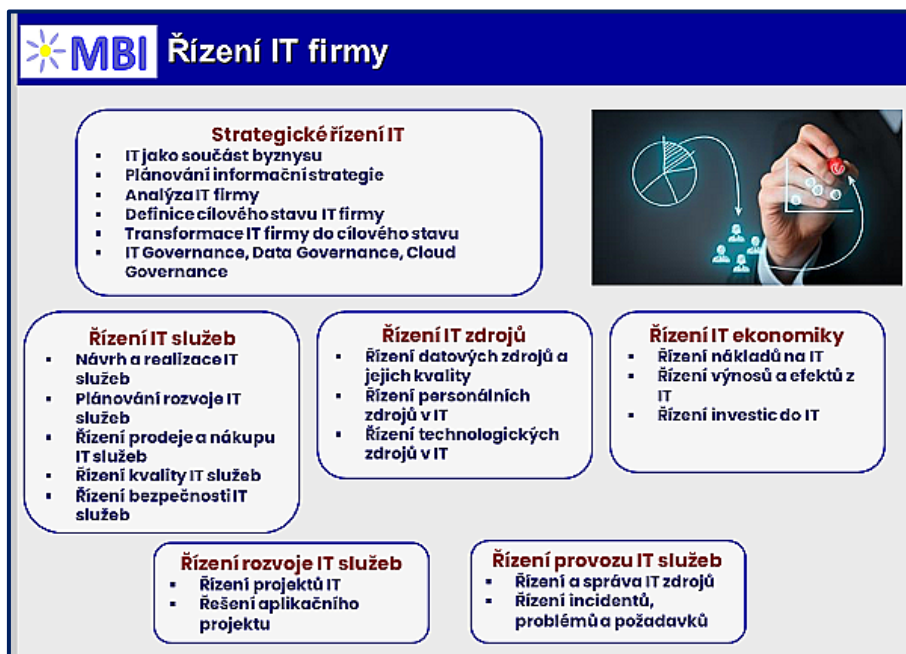 MBI Řízení IT firmy
Strategické řízení IT
▪ IT jako součást byznysu
▪ Plánování informační strategie
▪ Analýza IT firmy
▪ Definice cílového stavu IT firmy
▪ Transformace IT firmy do cílového stavu
▪ IT Governance, Data Governance, Cloud
Governance
Řízení IT služeb
▪ Návrh a realizace IT
služeb
▪ Plánování rozvoje IT
služeb
▪ Řízení prodeje a nákupu
IT služeb
▪ Řízení kvality IT služeb
▪ Řízení bezpečnosti IT
služeb
Řízení IT zdrojů
▪ Řízení datových zdrojů a
jejich kvality
▪ Řízení personálních
zdrojů v IT
▪ Řízení technologických
zdrojů v IT
Řízení IT ekonomiky
▪ Řízení nákladů na IT
▪ Řízení výnosů a efektů z
IT
▪ Řízení investic do IT
Řízení rozvoje IT služeb
▪ Řízení projektů IT
▪ Řešení aplikačního
projektu
Řízení provozu IT služeb
▪ Řízení a správa IT zdrojů
▪ Řízení incidentů,
problémů a požadavků